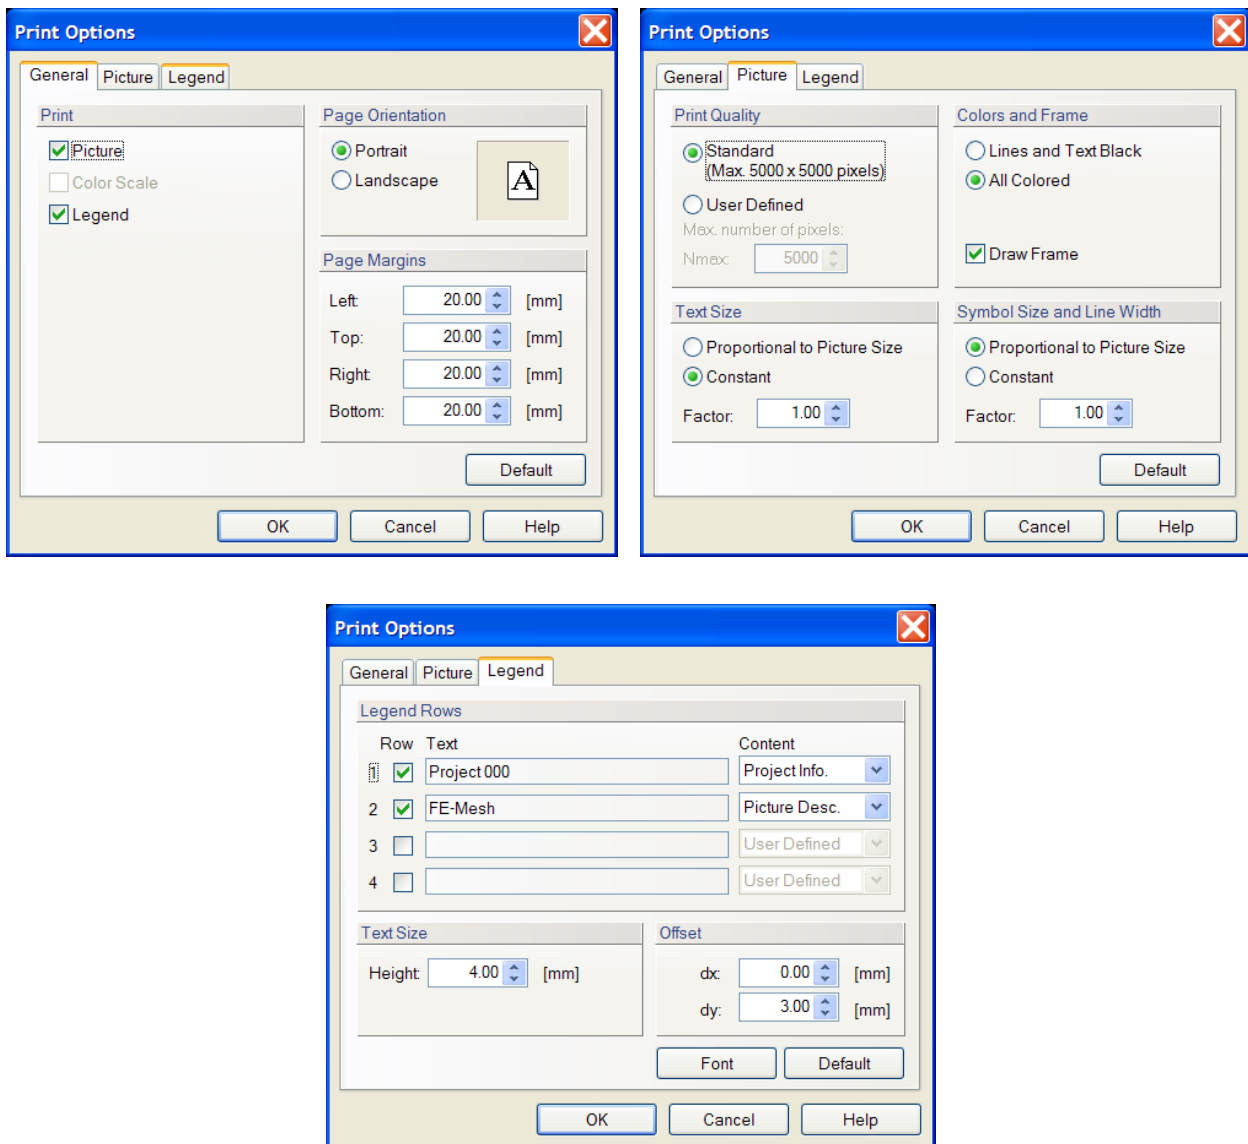 Print Options
General Picture Legend
Print
Picture
Color Scale
Legend
Page Orientation
Portrait
Landscape
A
Page Margins
Left: 20.00 [mm]
Top: 20.00 [mm]
Right: 20.00 [mm]
Bottom: 20.00 [mm]
Default
OK Cancel Help
Print Options
General Picture Legend
Print Quality
Standard
(Max. 5000 x 5000 pixels)
User Defined
Max. number of pixels:
Nmax: 5000
Colors and Frame
Lines and Text Black
All Colored
Draw Frame
Text Size
Proportional to Picture Size
Constant
Factor: 1.00
Symbol Size and Line Width
Proportional to Picture Size
Constant
Factor: 1.00
Default
OK Cancel Help
Print Options
General Picture Legend
Legend Rows
Row Text Content
1 Project 000 Project Info.
2 FE-Mesh Picture Desc.
3 User Defined
4 User Defined
Text Size
Height: 4.00 [mm]
Offset
dx: 0.00 [mm]
dy: 3.00 [mm]
Font Default
OK Cancel Help